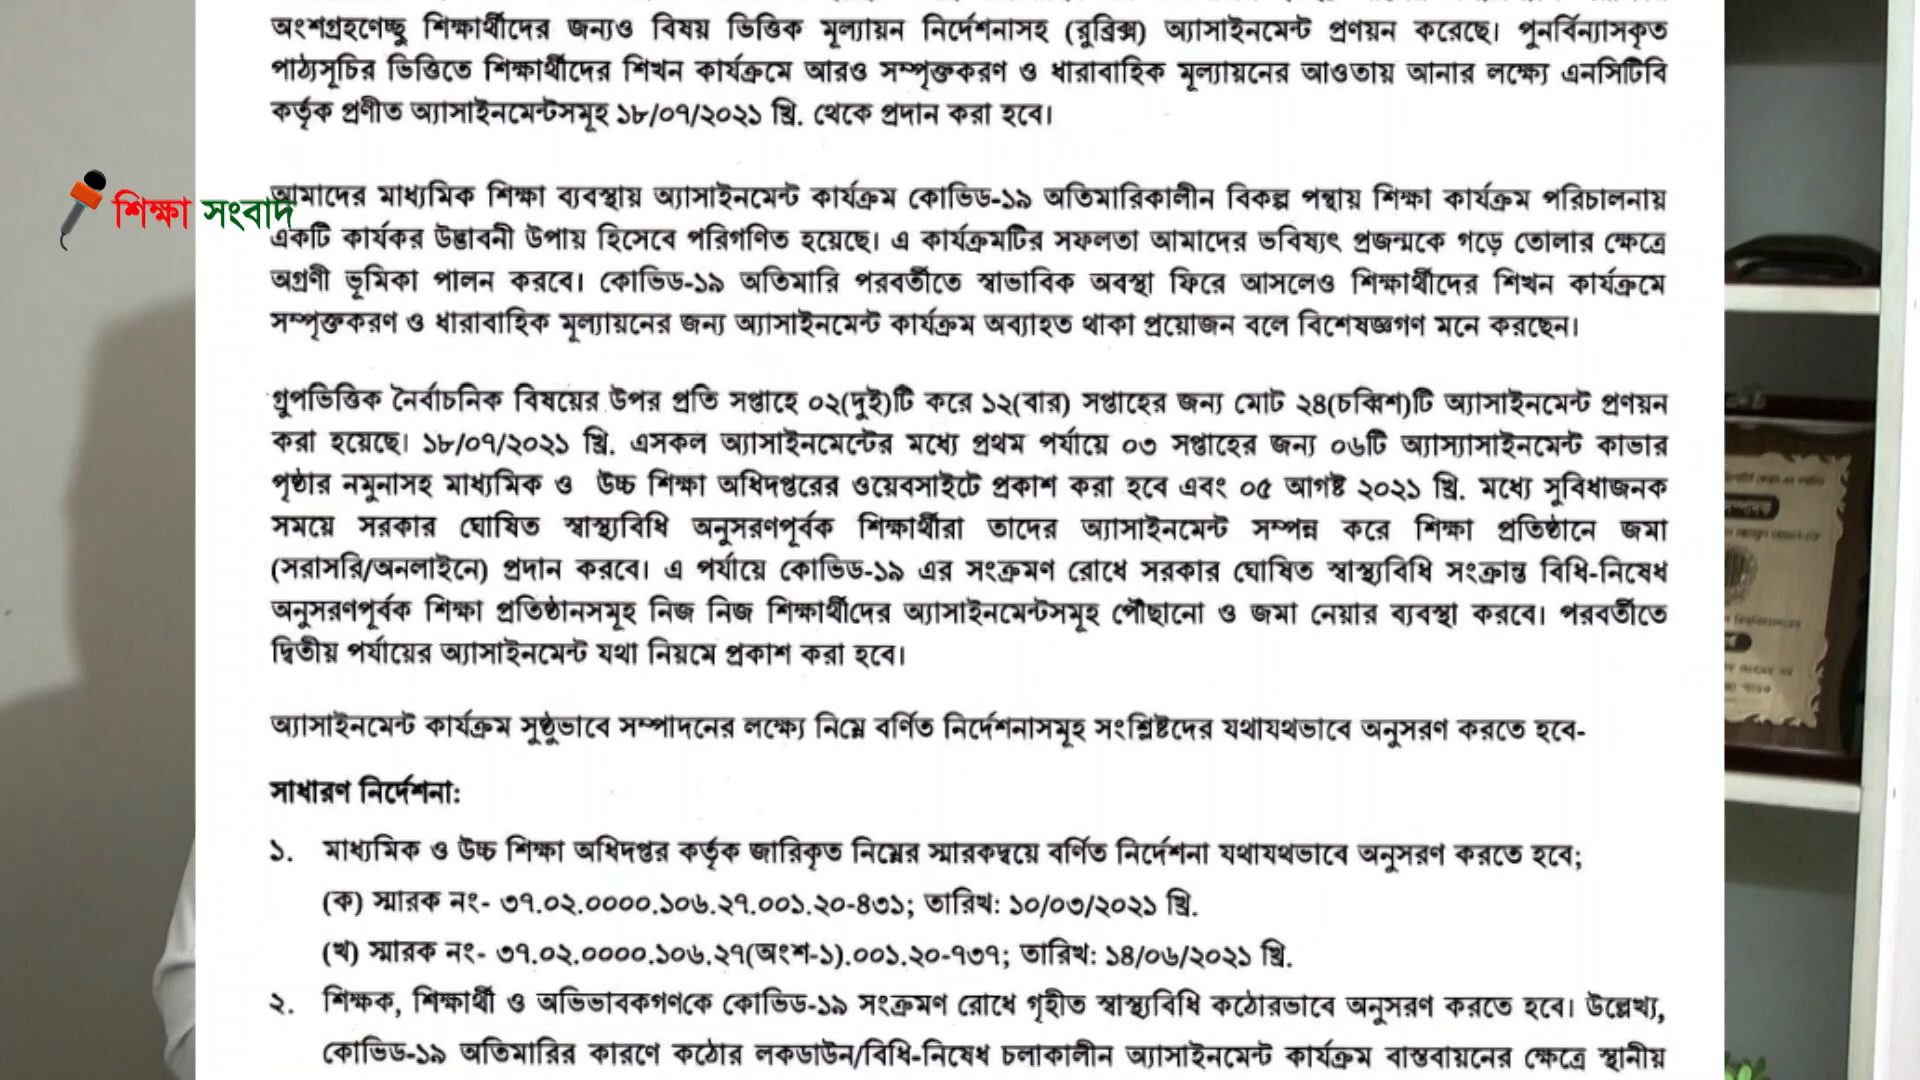 অংশগ্রহণেচ্ছু শিক্ষার্থীদের জন্যও বিষয় ভিত্তিক মূল্যায়ন নির্দেশনাসহ (রুব্রিক্স) অ্যাসাইনমেন্ট প্রণয়ন করেছে। পুনর্বিন্যাসকৃত
পাঠ্যসূচির ভিত্তিতে শিক্ষার্থীদের শিখন কার্যক্রমে আরও সম্পৃক্তকরণ ও ধারাবাহিক মূল্যায়নের আওতায় আনার লক্ষ্যে এনসিটিবি
কর্তৃক প্রণীত অ্যাসাইনমেন্টসমূহ ১৮/০৭/২০২১ খ্রি. থেকে প্রদান করা হবে।
শিক্ষা সংবাদ
আমাদের মাধ্যমিক শিক্ষা ব্যবস্থায় অ্যাসাইনমেন্ট কার্যক্রম কোভিড-১৯ অতিমারিকালীন বিকল্প পন্থায় শিক্ষা কার্যক্রম পরিচালনায়
একটি কার্যকর উদ্ভাবনী উপায় হিসেবে পরিগণিত হয়েছে। এ কার্যক্রমটির সফলতা আমাদের ভবিষ্যৎ প্রজন্মকে গড়ে তোলার ক্ষেত্রে
অগ্রণী ভূমিকা পালন করবে। কোভিড-১৯ অতিমারি পরবর্তীতে স্বাভাবিক অবস্থা ফিরে আসলেও শিক্ষার্থীদের শিখন কার্যক্রমে
সম্পৃক্তকরণ ও ধারাবাহিক মূল্যায়নের জন্য অ্যাসাইনমেন্ট কার্যক্রম অব্যাহত থাকা প্রয়োজন বলে বিশেষজ্ঞগণ মনে করছেন।
গ্রুপভিত্তিক নৈর্বাচনিক বিষয়ের উপর প্রতি সপ্তাহে ০২(দুই)টি করে ১২(বার) সপ্তাহের জন্য মোট ২৪(চব্বিশ)টি অ্যাসাইনমেন্ট প্রণয়ন
করা হয়েছে। ১৮/০৭/২০২১ খ্রি. এসকল অ্যাসাইনমেন্টের মধ্যে প্রথম পর্যায়ে ০৩ সপ্তাহের জন্য ০৬টি অ্যাস্যাসাইনমেন্ট কাভার
পৃষ্ঠার নমুনাসহ মাধ্যমিক ও উচ্চ শিক্ষা অধিদপ্তরের ওয়েবসাইটে প্রকাশ করা হবে এবং ০৫ আগষ্ট ২০২১ খ্রি. মধ্যে সুবিধাজনক
সময়ে সরকার ঘোষিত স্বাস্থ্যবিধি অনুসরণপূর্বক শিক্ষার্থীরা তাদের অ্যাসাইনমেন্ট সম্পন্ন করে শিক্ষা প্রতিষ্ঠানে জমা
(সরাসরি/অনলাইনে) প্রদান করবে। এ পর্যায়ে কোভিড-১৯ এর সংক্রমণ রোধে সরকার ঘোষিত স্বাস্থ্যবিধি সংক্রান্ত বিধি-নিষেধ
অনুসরণপূর্বক শিক্ষা প্রতিষ্ঠানসমূহ নিজ নিজ শিক্ষার্থীদের অ্যাসাইনমেন্টসমূহ পৌঁছানো ও জমা নেয়ার ব্যবস্থা করবে। পরবর্তীতে
দ্বিতীয় পর্যায়ের অ্যাসাইনমেন্ট যথা নিয়মে প্রকাশ করা হবে।
অ্যাসাইনমেন্ট কার্যক্রম সুষ্ঠুভাবে সম্পাদনের লক্ষ্যে নিম্নে বর্ণিত নির্দেশনাসমূহ সংশ্লিষ্টদের যথাযথভাবে অনুসরণ করতে হবে-
সাধারণ নির্দেশনা:
১. মাধ্যমিক ও উচ্চ শিক্ষা অধিদপ্তর কর্তৃক জারিকৃত নিম্নের স্মারকদ্বয়ে বর্ণিত নির্দেশনা যথাযথভাবে অনুসরণ করতে হবে;
(ক) স্মারক নং- ৩৭.০২.০০০০.১০৬.২৭.০০১.২০-৪৩১; তারিখ: ১০/০৩/২০২১ খ্রি.
(খ) স্মারক নং- ৩৭.০২.০০০০.১০৬.২৭(অংশ-১).০০১.২০-৭৩৭; তারিখ: ১৪/০৬/২০২১ খ্রি.
২. শিক্ষক, শিক্ষার্থী ও অভিভাবকগণকে কোভিড-১৯ সংক্রমণ রোধে গৃহীত স্বাস্থ্যবিধি কঠোরভাবে অনুসরণ করতে হবে। উল্লেখ্য,
কোভিড-১৯ অতিমারির কারণে কঠোর লকডাউন/বিধি-নিষেধ চলাকালীন অ্যাসাইনমেন্ট কার্যক্রম বাস্তবায়নের ক্ষেত্রে স্থানীয়